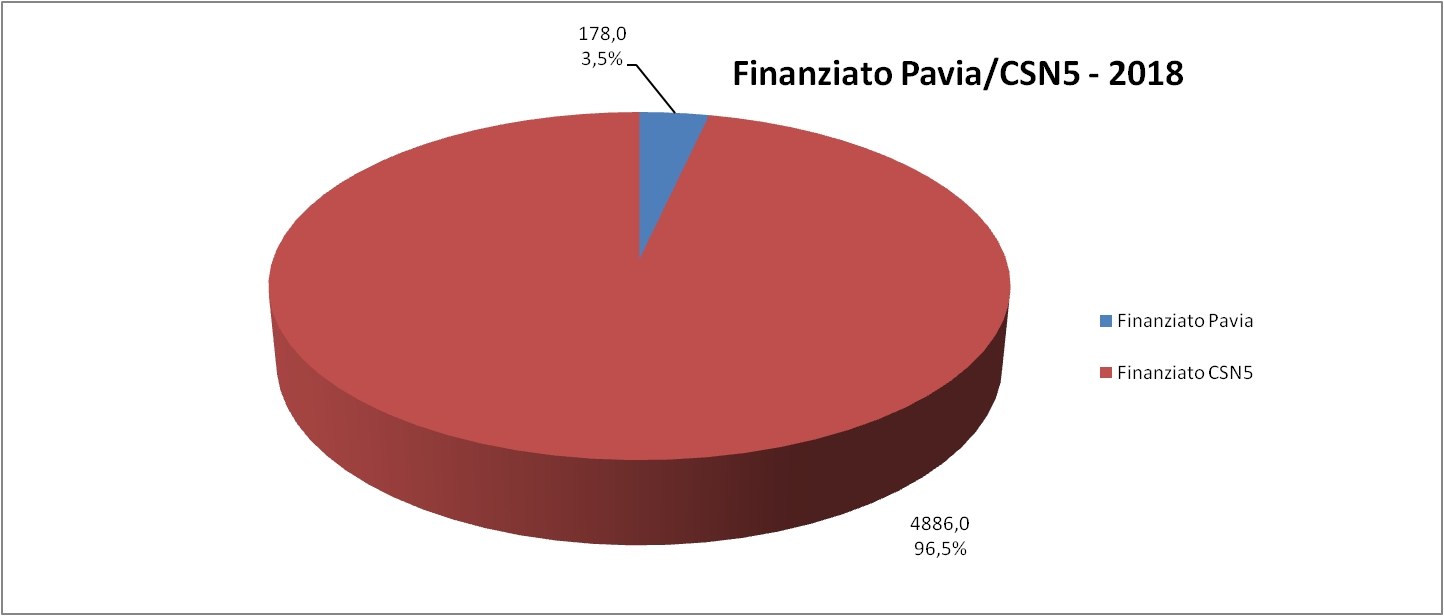 178,0
3,5%
Finanziato Pavia/CSN5 - 2018
Finanziato Pavia
Finanziato CSN5
4886,0
96,5%